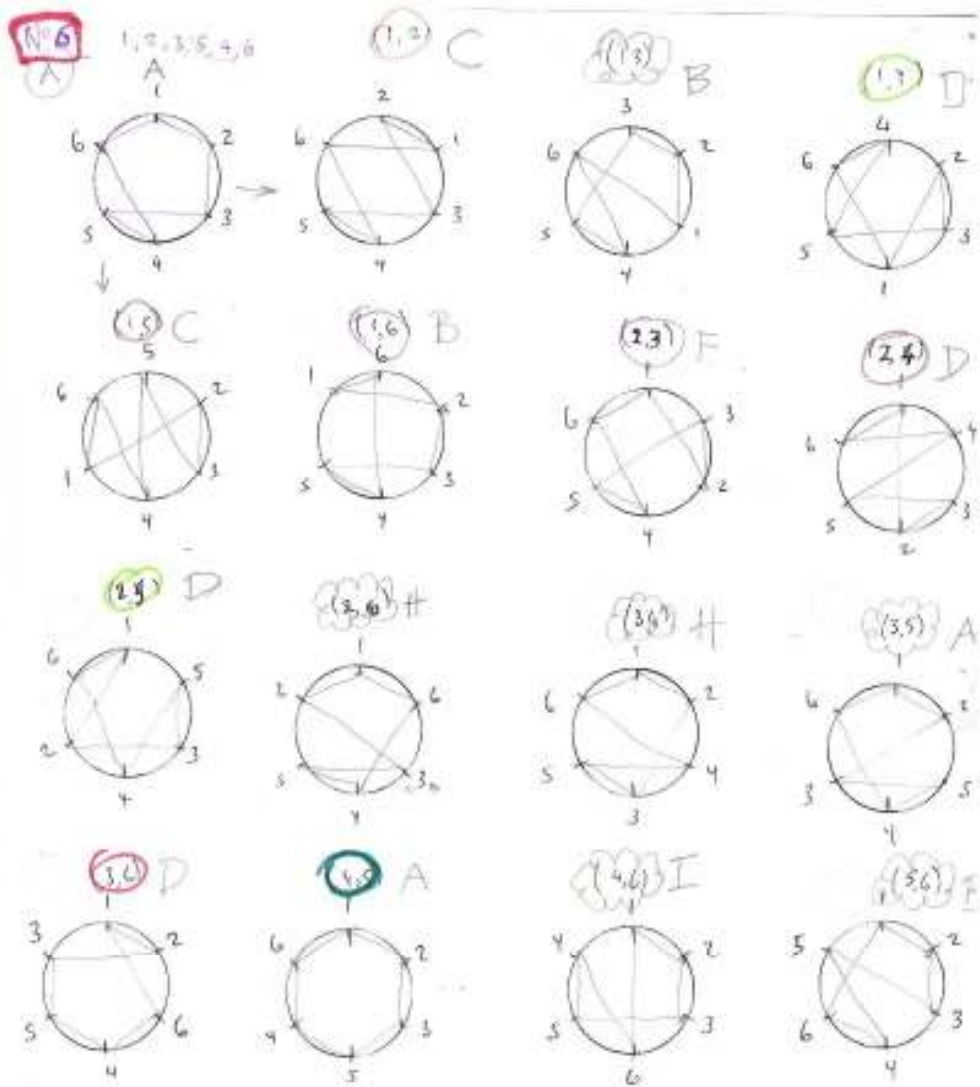 №6 1,2,3,5,4,6 (1,2) C
A A (1 3) B D
1 2 3 4
6 2 6 1 6 2 6 2
5 3 5 3 5 1 5 3
4 4 4 1
(1,5) C (1,6) B (2,3) F (2,4) D
5 6 1
6 2 1 2 6 3 6 4
1 3 5 3 5 2 5 3
4 4 4 2
(2,5) D (2,6) H (3,4) H (3,5) A
1 1 1 1
6 5 2 6 6 2 6 2
2 3 5 3 5 4 3 5
4 4 3 4
(3,6) D A (4,6) I (5,6)
1 1 1
3 2 6 2 4 2 5 2
5 6 4 3 5 3 6 3
4 5 6 4